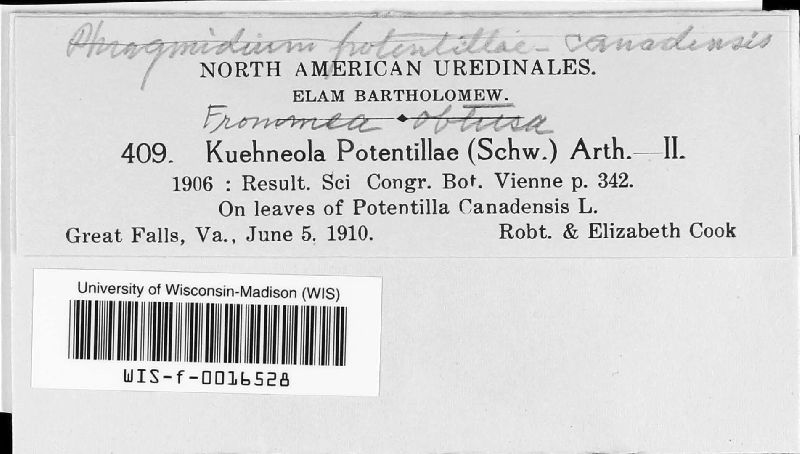 Phragmidium potentillae-canadensis
NORTH AMERICAN UREDINALES.
ELAM BARTHOLOMEW.
Frommea obtusa
409. Kuehneola Potentillae (Schw.) Arth.—II.
1906 : Result. Sci Congr. Bot. Vienne p. 342.
On leaves of Potentilla Canadensis L.
Great Falls, Va., June 5, 1910. Robt. & Elizabeth Cook
University of Wisconsin-Madison (WIS)
WIS-f-0016528